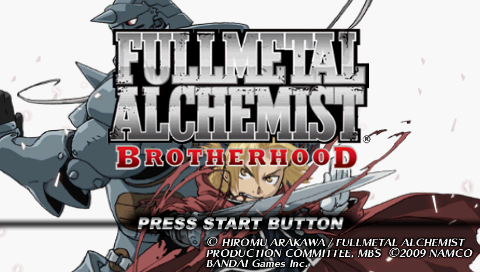 FULLMETAL
ALCHEMIST®
BROTHERHOOD
PRESS START BUTTON
© HIROMU ARAKAWA / FULLMETAL ALCHEMIST
PRODUCTION COMMITTEE, MBS ©2009 NAMCO
BANDAI Games Inc.